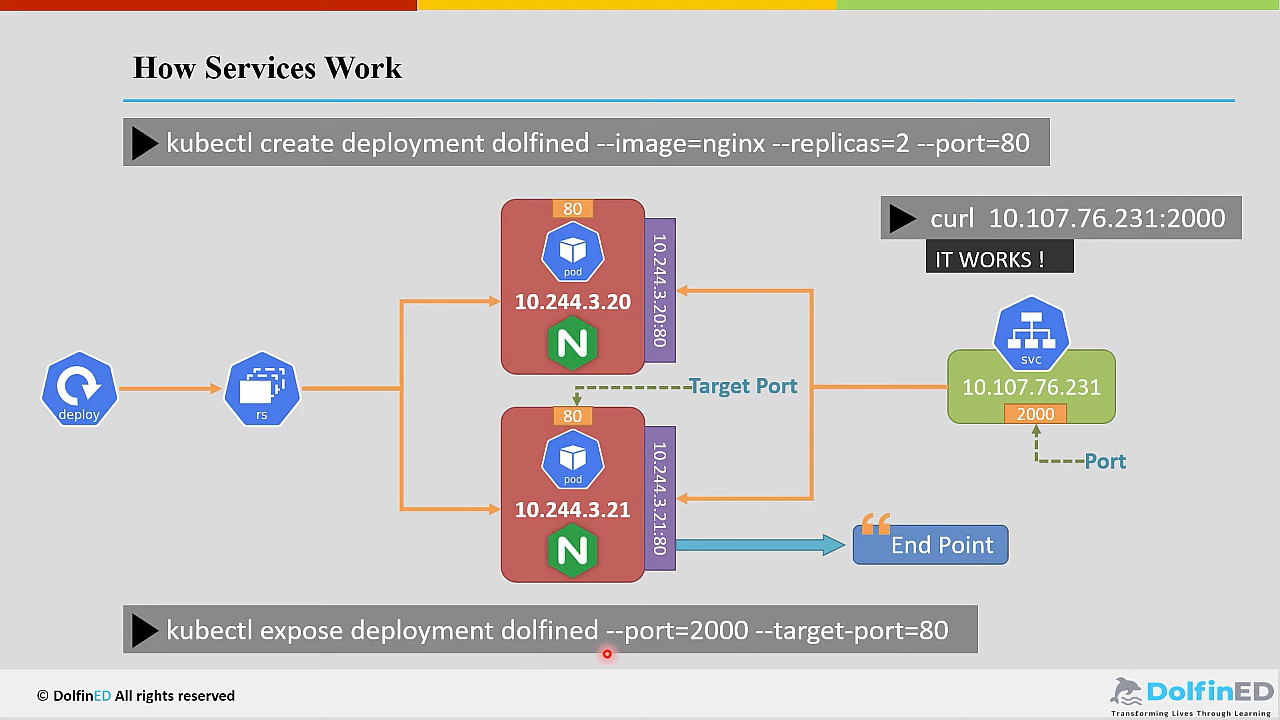 How Services Work
kubectl create deployment dolfined --image=nginx --replicas=2 --port=80
curl 10.107.76.231:2000
IT WORKS !
80
pod
10.244.3.20
N
10.244.3.20:80
deploy
rs
Target Port
svc
10.107.76.231
2000
Port
80
pod
10.244.3.21
N
10.244.3.21:80
“ End Point
kubectl expose deployment dolfined --port=2000 --target-port=80
© DolfinED All rights reserved
DolfinED
Transforming Lives Through Learning